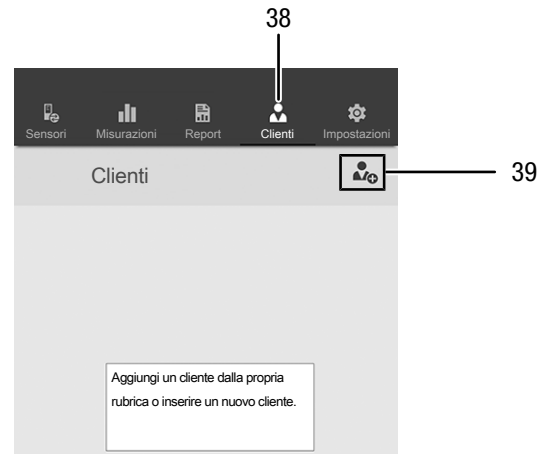 38
Sensori Misurazioni Report Clienti Impostazioni
Clienti
39
Aggiungi un cliente dalla propria
rubrica o inserire un nuovo cliente.